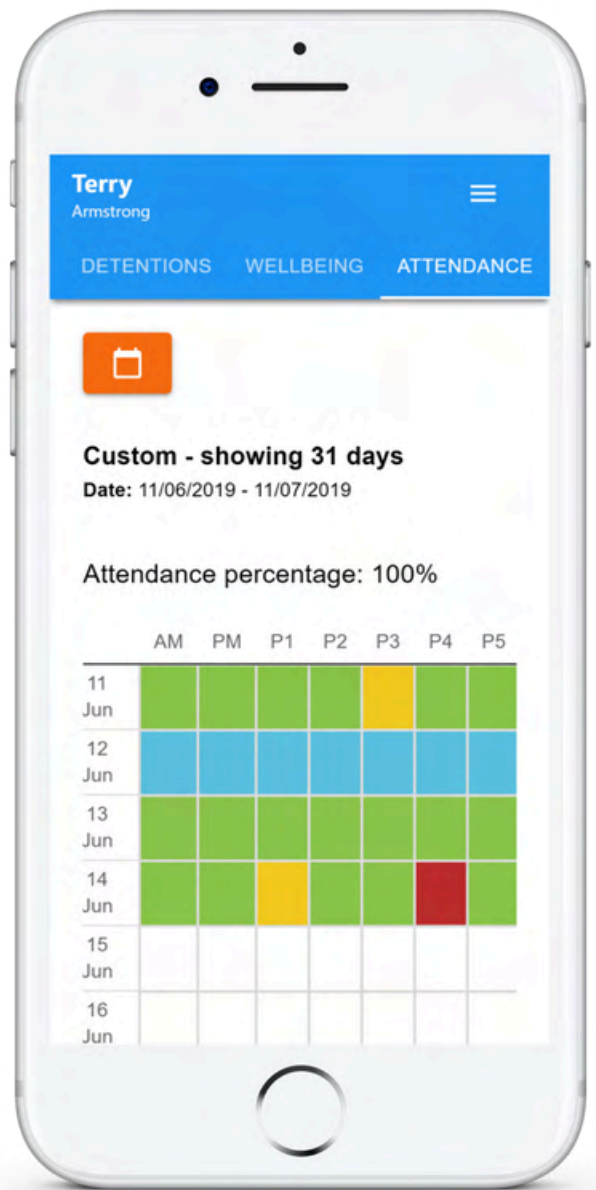 Terry
Armstrong
DETENTIONS WELLBEING ATTENDANCE
Custom - showing 31 days
Date: 11/06/2019 - 11/07/2019
Attendance percentage: 100%
AM PM P1 P2 P3 P4 P5
11
Jun
12
Jun
13
Jun
14
Jun
15
Jun
16
Jun